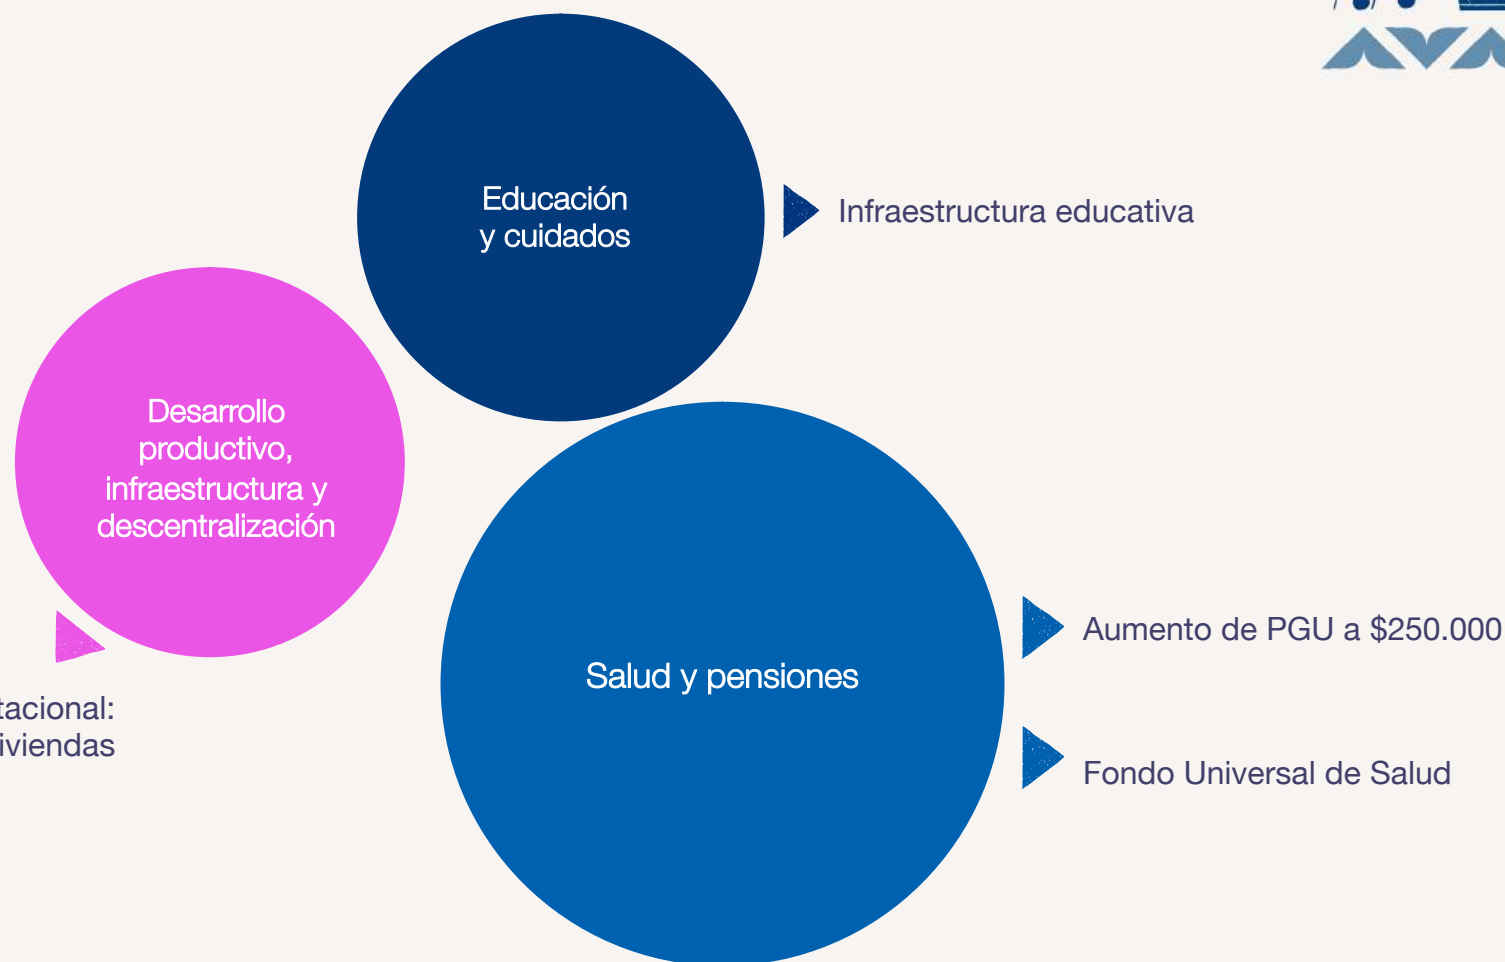 Educación
y cuidados
Infraestructura educativa
Desarrollo
productivo,
infraestructura y
descentralización
Salud y pensiones
Aumento de PGU a $250.000
Fondo Universal de Salud